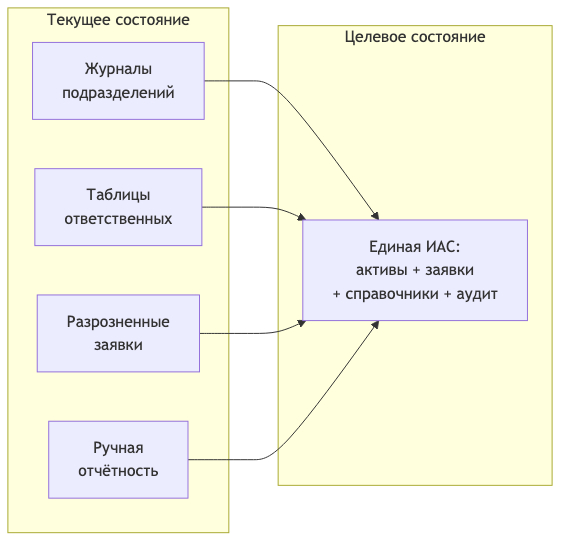 Текущее состояние
Журналы
подразделений
Таблицы
ответственных
Разрозненные
заявки
Ручная
отчётность
Целевое состояние
Единая ИАС:
активы + заявки
+ справочники + аудит